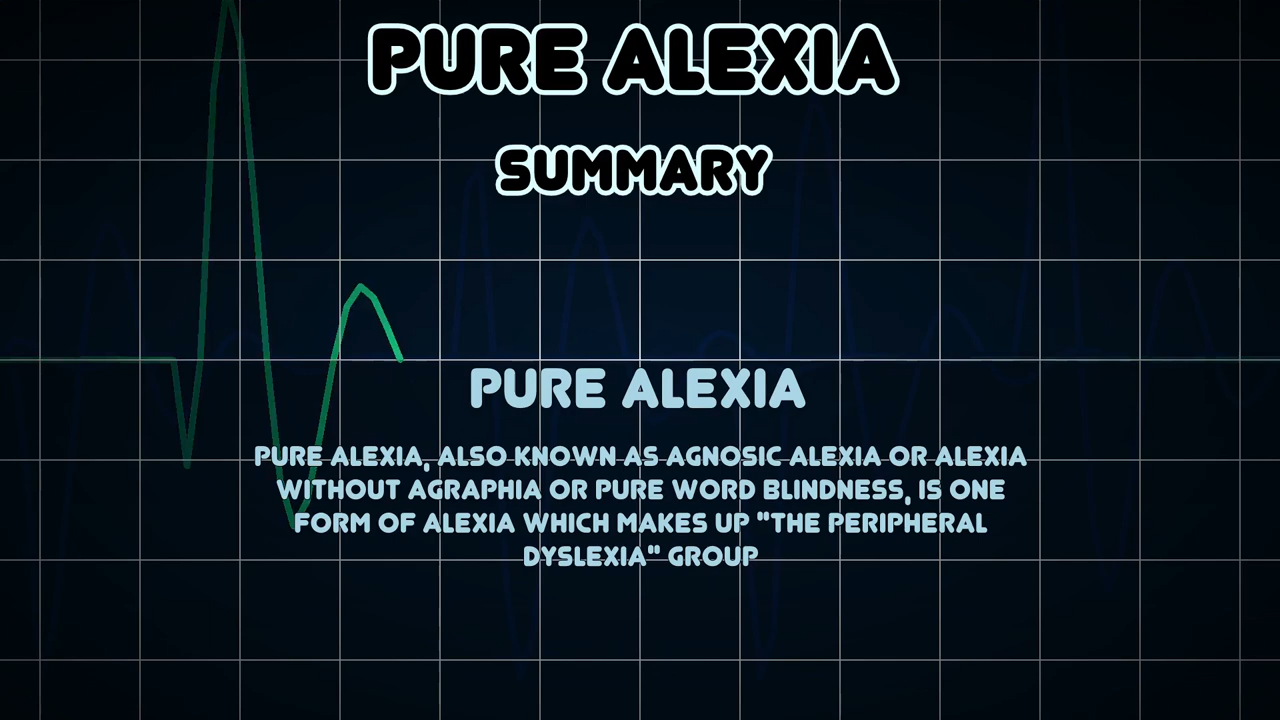 PURE ALEXIA
SUMMARY
PURE ALEXIA
PURE ALEXIA, ALSO KNOWN AS AGNOSIC ALEXIA OR ALEXIA
WITHOUT AGRAPHIA OR PURE WORD BLINDNESS, IS ONE
FORM OF ALEXIA WHICH MAKES UP "THE PERIPHERAL
DYSLEXIA" GROUP